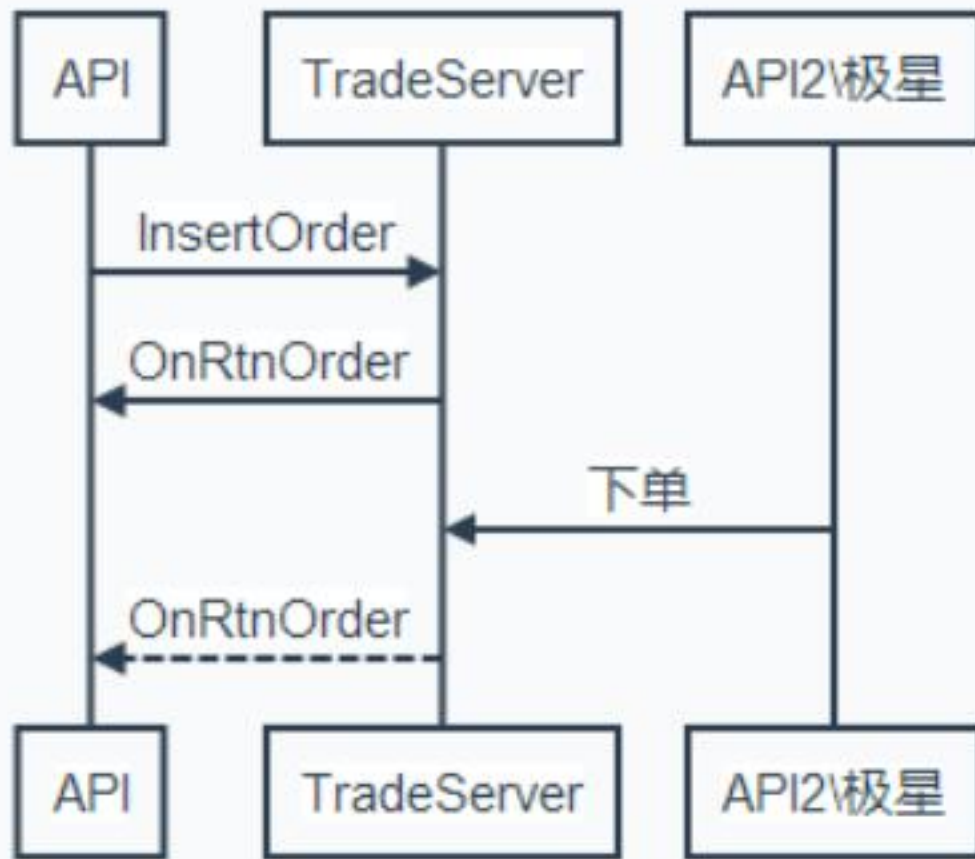 API TradeServer API2\极星
InsertOrder
OnRtnOrder
下单
OnRtnOrder
API TradeServer API2\极星